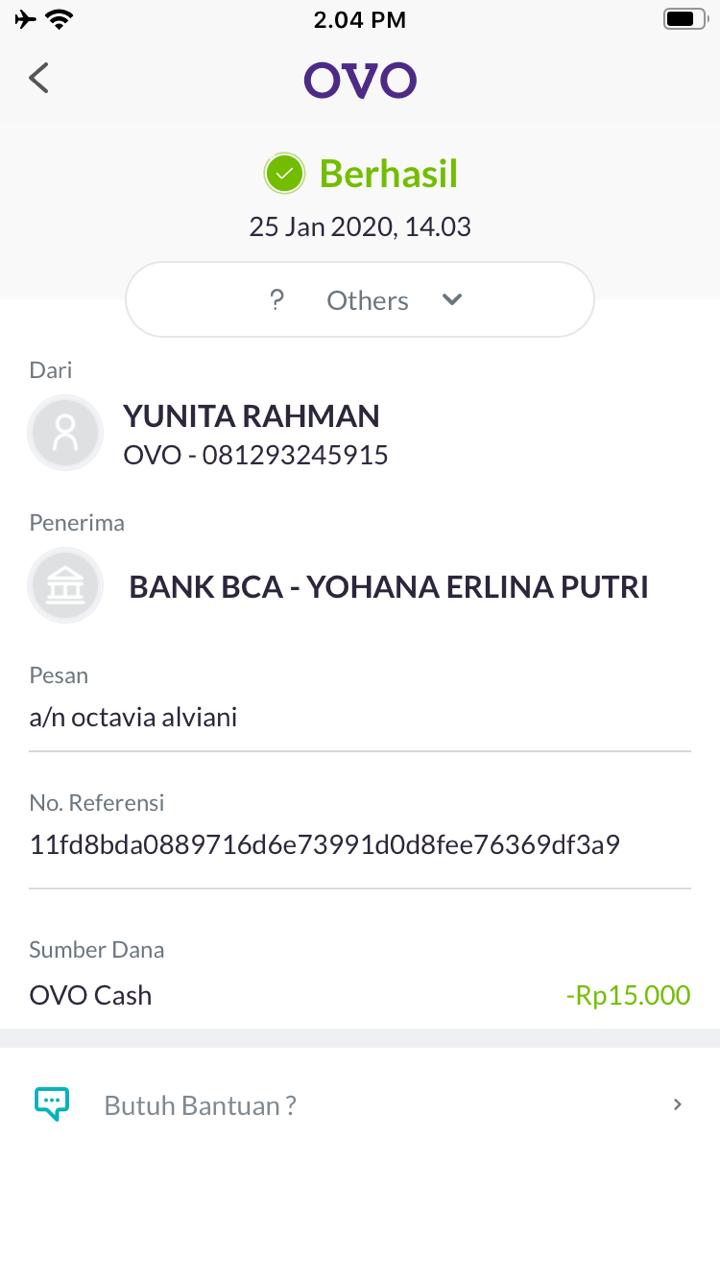 2.04 PM
OVO
Berhasil
25 Jan 2020, 14.03
? Others
Dari
YUNITA RAHMAN
OVO - 081293245915
Penerima
BANK BCA - YOHANA ERLINA PUTRI
Pesan
a/n octavia alviani
No. Referensi
11fd8bda0889716d6e73991d0d8fee76369df3a9
Sumber Dana
OVO Cash -Rp15.000
Butuh Bantuan ?